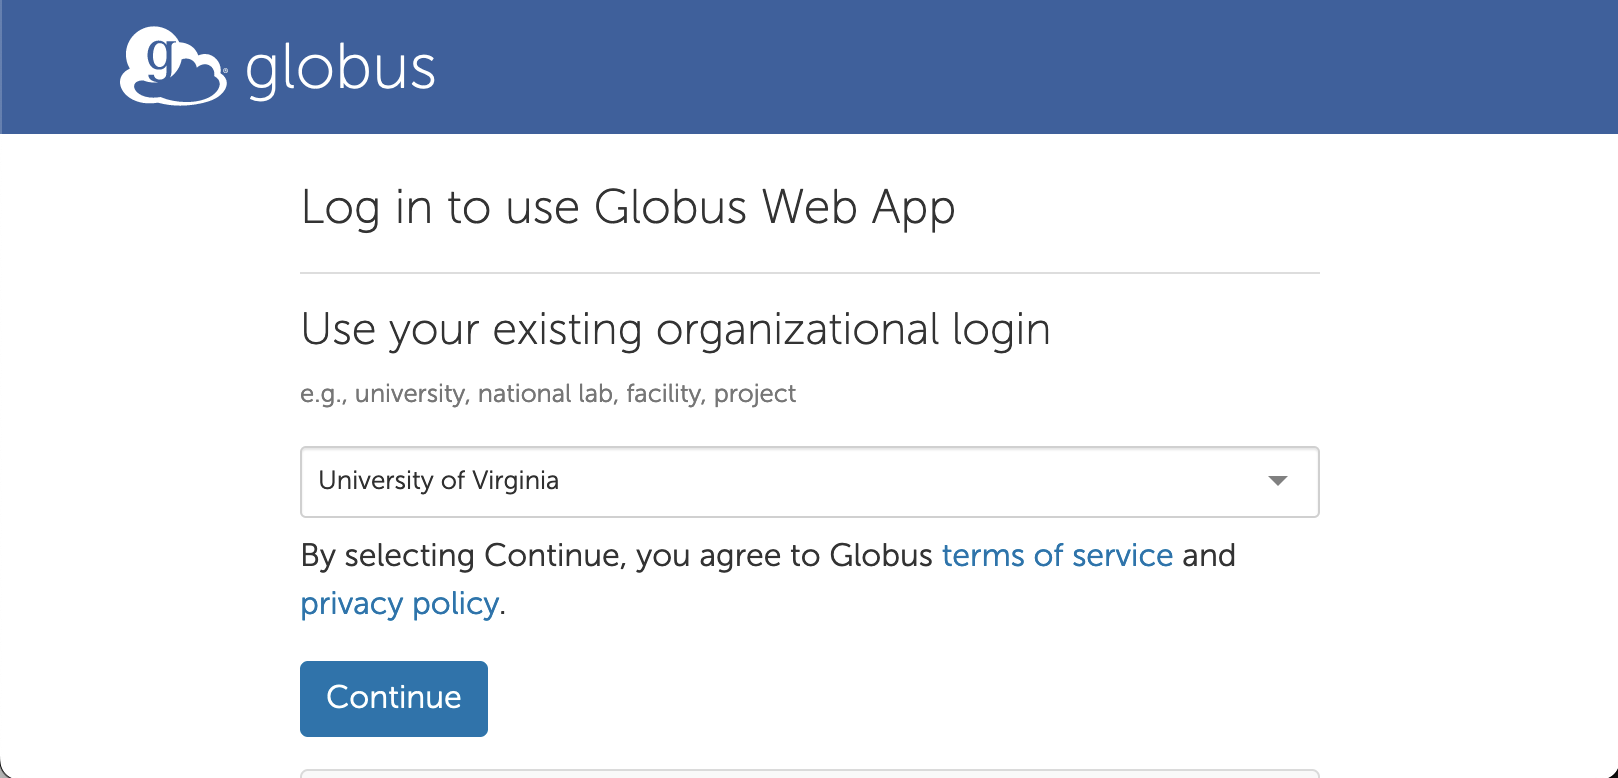 g® globus
Log in to use Globus Web App
Use your existing organizational login
e.g., university, national lab, facility, project
University of Virginia
By selecting Continue, you agree to Globus terms of service and
privacy policy.
Continue